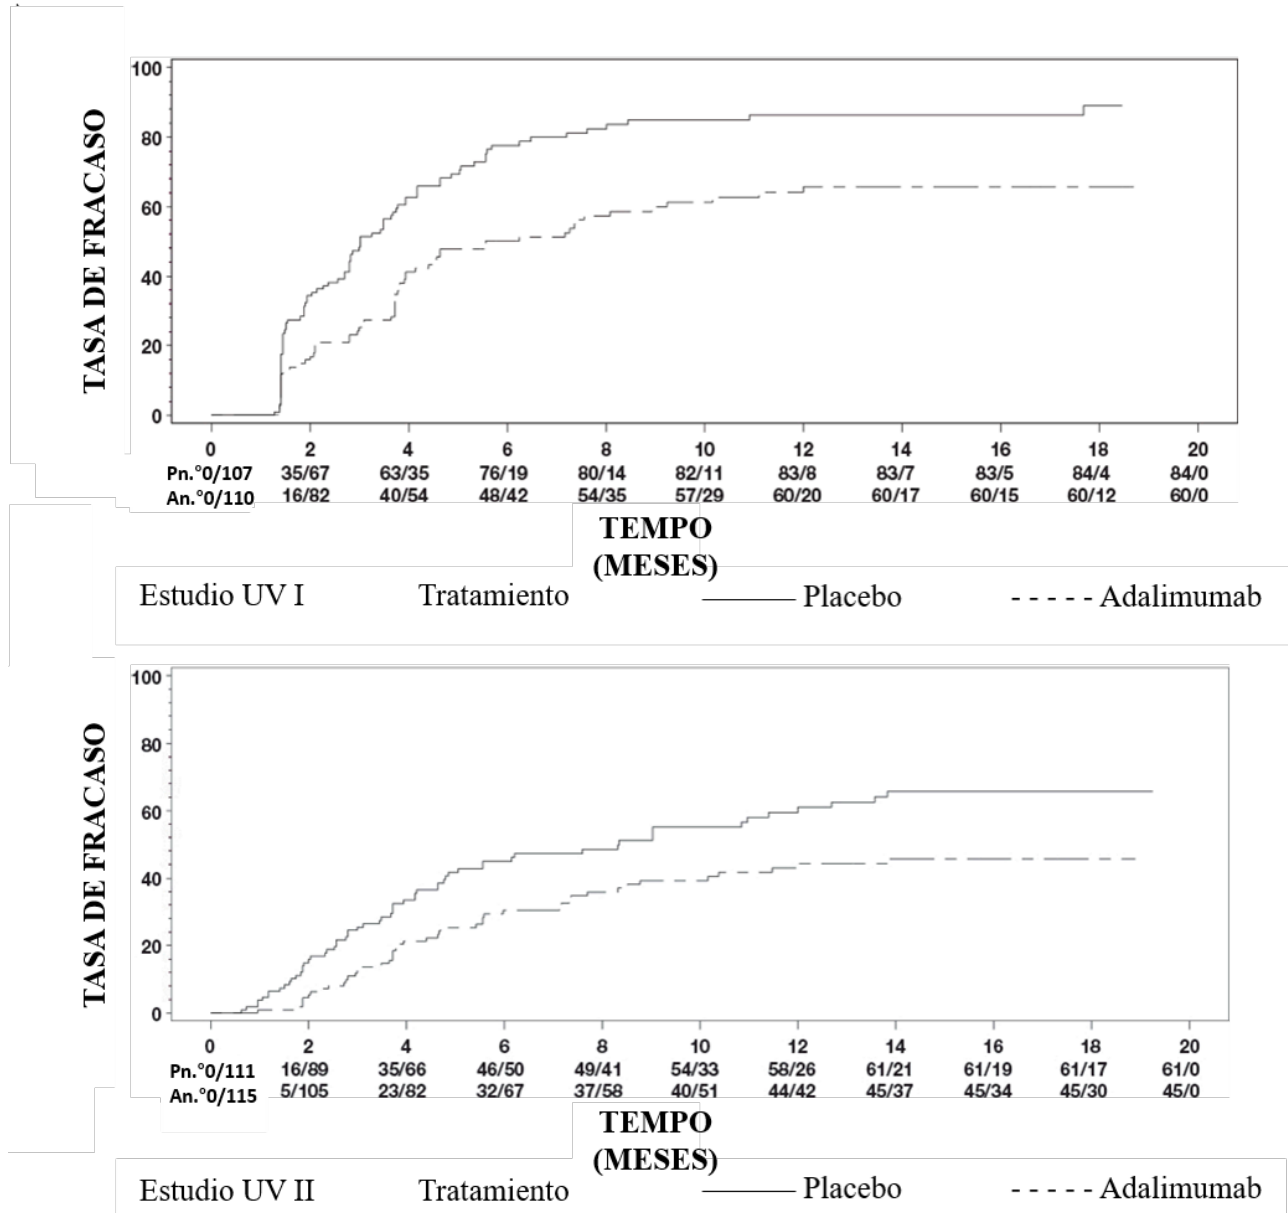 TASA DE FRACASO
100
80
60
40
20
0
0 2 4 6 8 10 12 14 16 18 20
Pn.°0/107 35/67 63/35 76/19 80/14 82/11 83/8 83/7 83/5 84/4 84/0
An.°0/110 16/82 40/54 48/42 54/35 57/29 60/20 60/17 60/15 60/12 60/0
TEMPO
(MESES)
Estudio UV I Tratamiento Placebo Adalimumab
TASA DE FRACASO
100
80
60
40
20
0
0 2 4 6 8 10 12 14 16 18 20
Pn.°0/111 16/89 35/66 46/50 49/41 54/33 58/26 61/21 61/19 61/17 61/0
An.°0/115 5/105 23/82 32/67 37/58 40/51 44/42 45/37 45/34 45/30 45/0
TEMPO
(MESES)
Estudio UV II Tratamiento Placebo Adalimumab